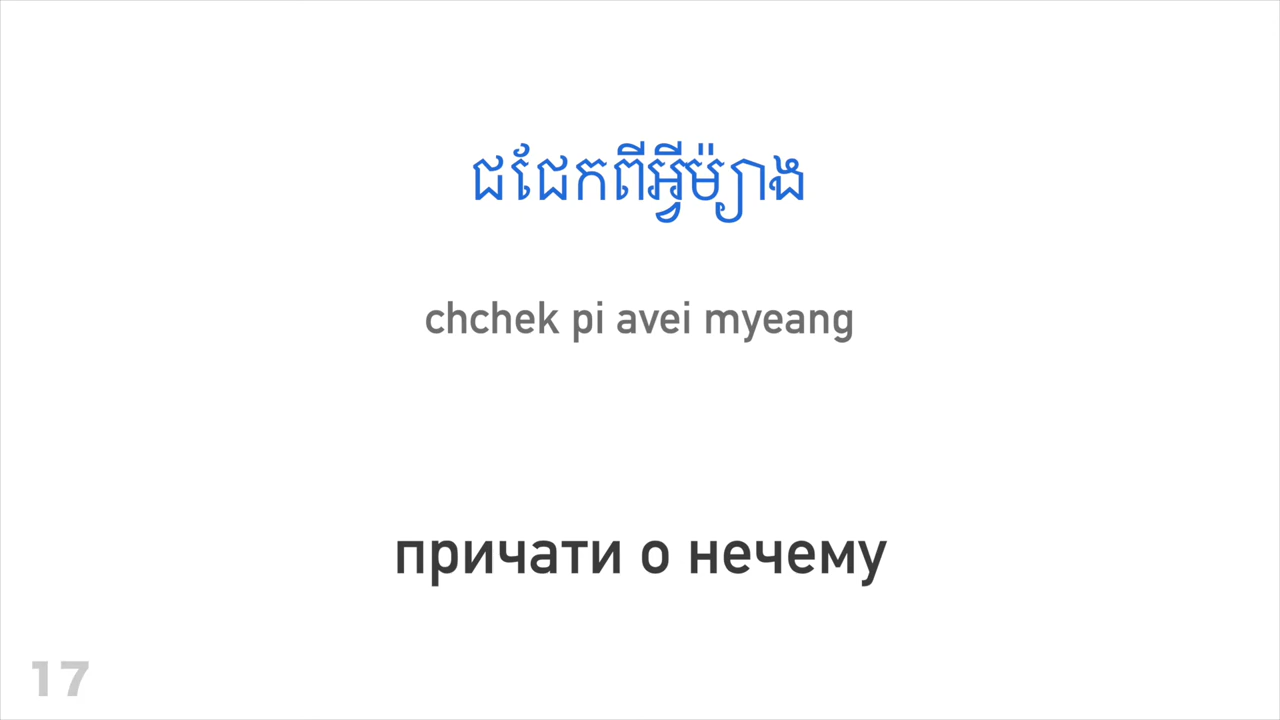 ជជែកពីអ្វីម៉្យាង
chchek pi avei myeang
причати о нечему
17